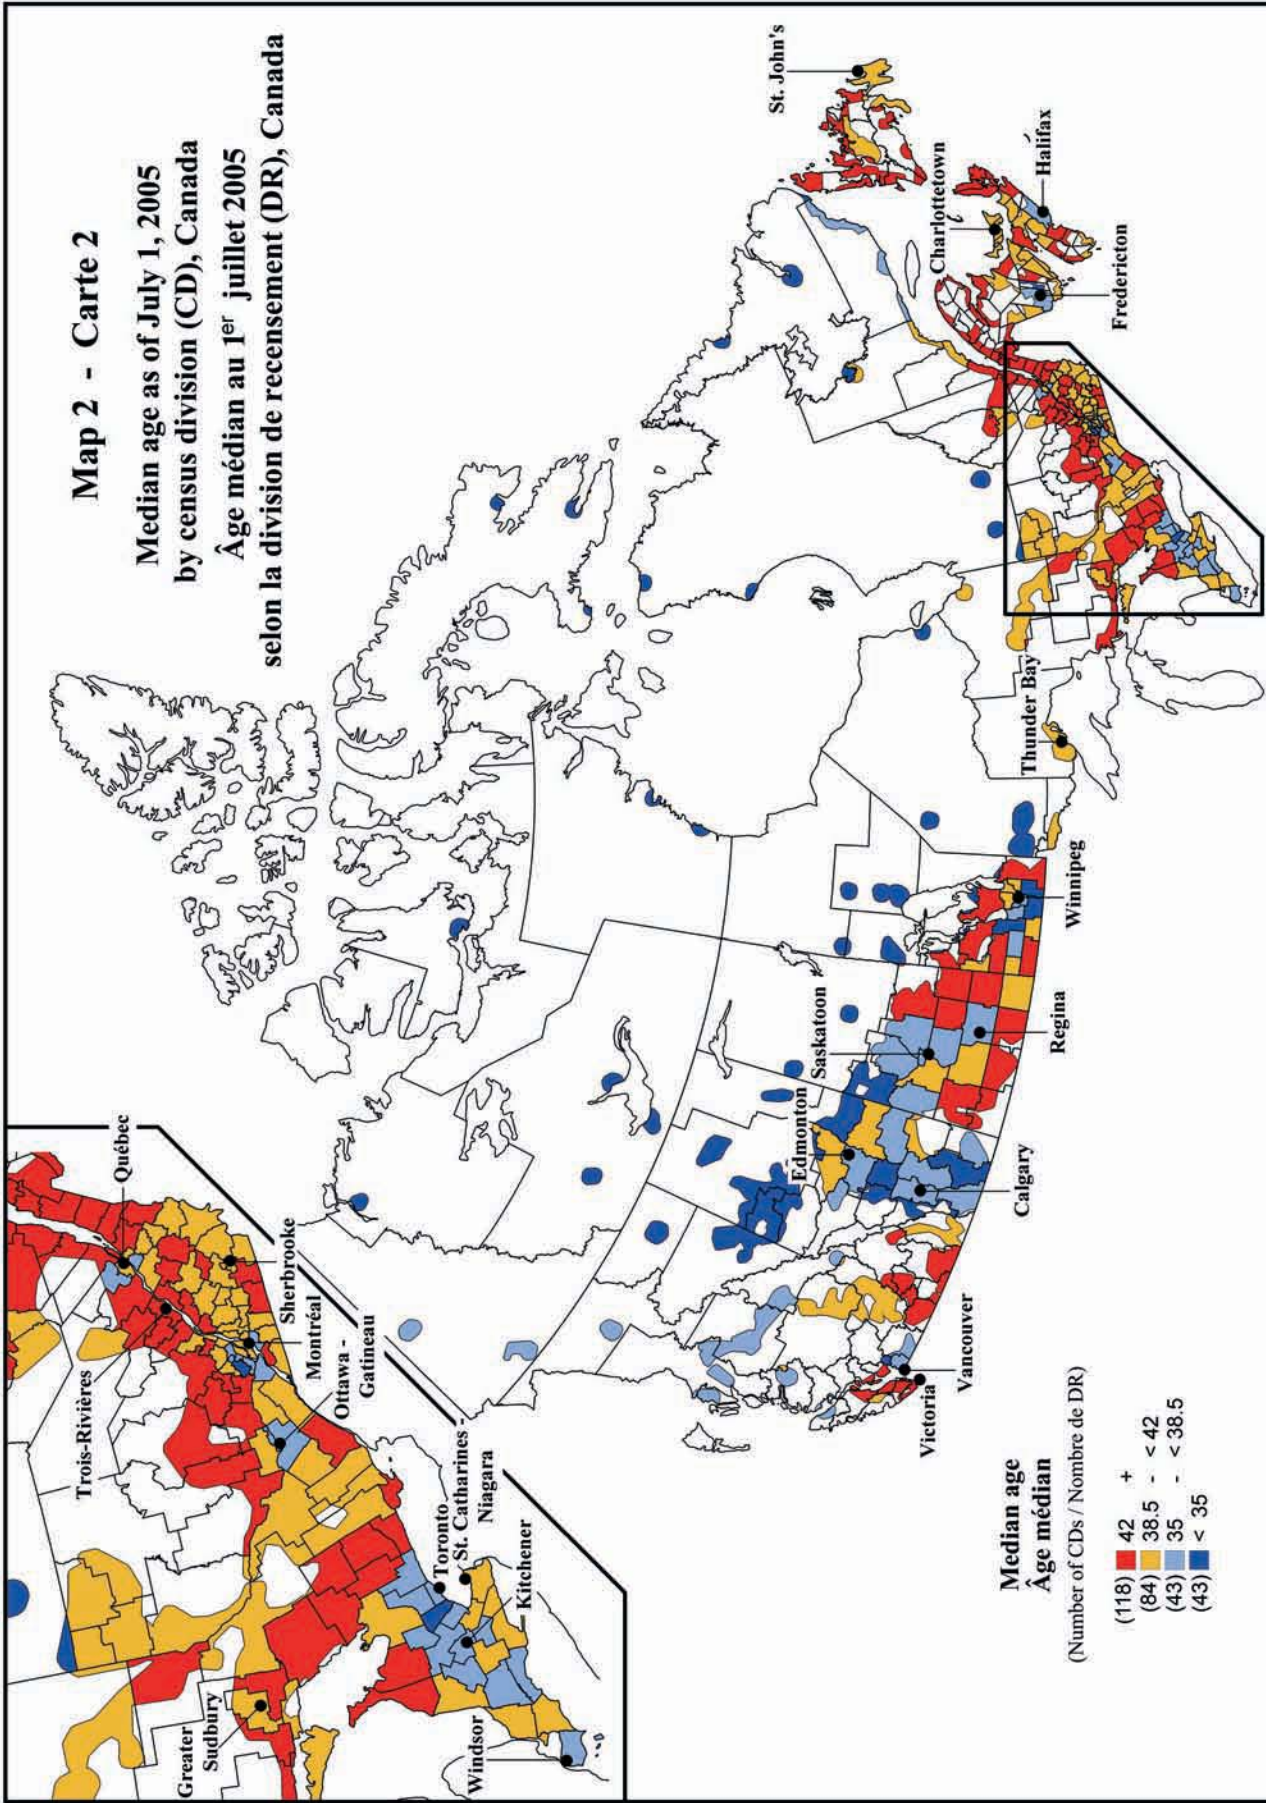 Map 2 - Carte 2
Median age as of July 1, 2005
by census division (CD), Canada
Âge médian au 1er juillet 2005
selon la division de recensement (DR), Canada
Québec
Trois-Rivières
Sherbrooke
Montréal
Ottawa -
Gatineau
Greater
Sudbury
Toronto
St. Catharines -
Niagara
Kitchener
Windsor
St. John's
Charlottetown
Halifax
Fredericton
Thunder Bay
Winnipeg
Regina
Saskatoon
Edmonton
Calgary
Vancouver
Victoria
Median age
Âge médian
(Number of CDs / Nombre de DR)
(118) 42 +
(84) 38.5 - < 42
(43) 35 - < 38.5
(43) < 35